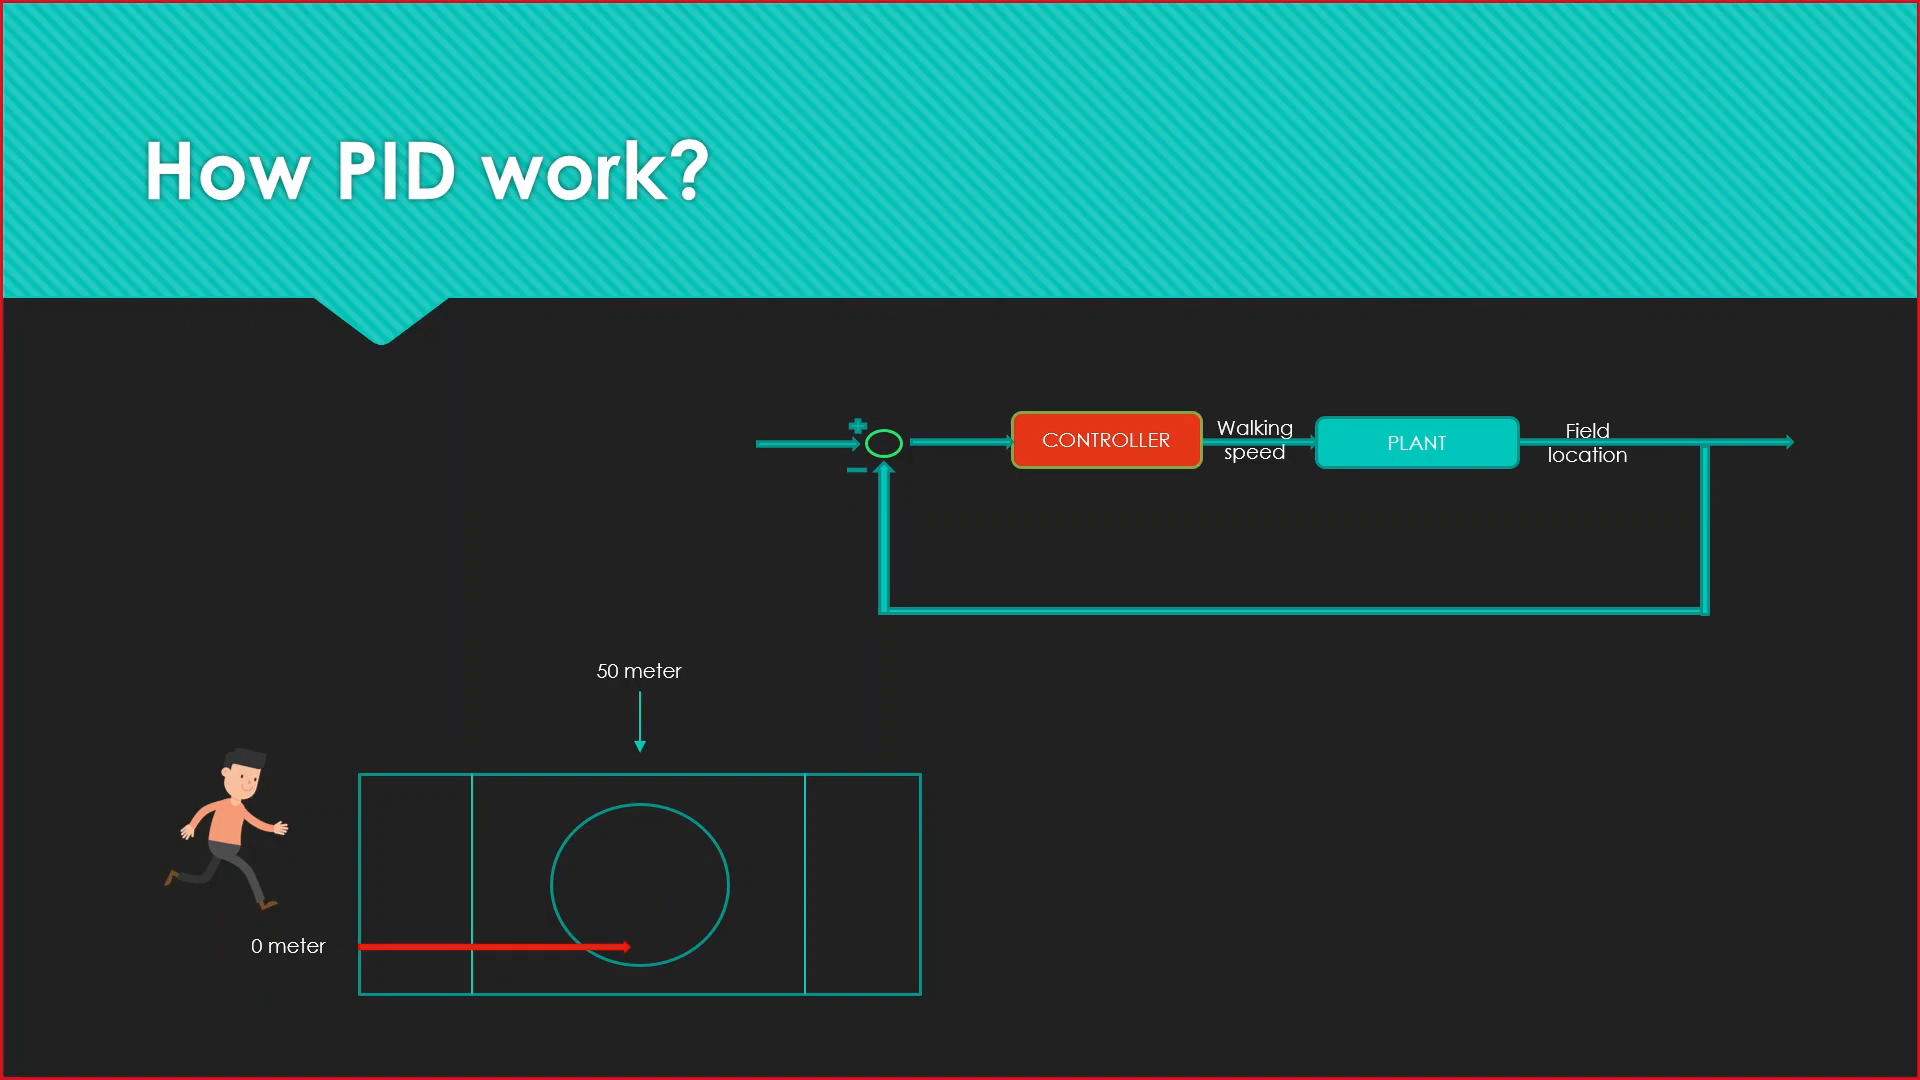 How PID work?
CONTROLLER
Walking
speed
PLANT
Field
location
50 meter
0 meter